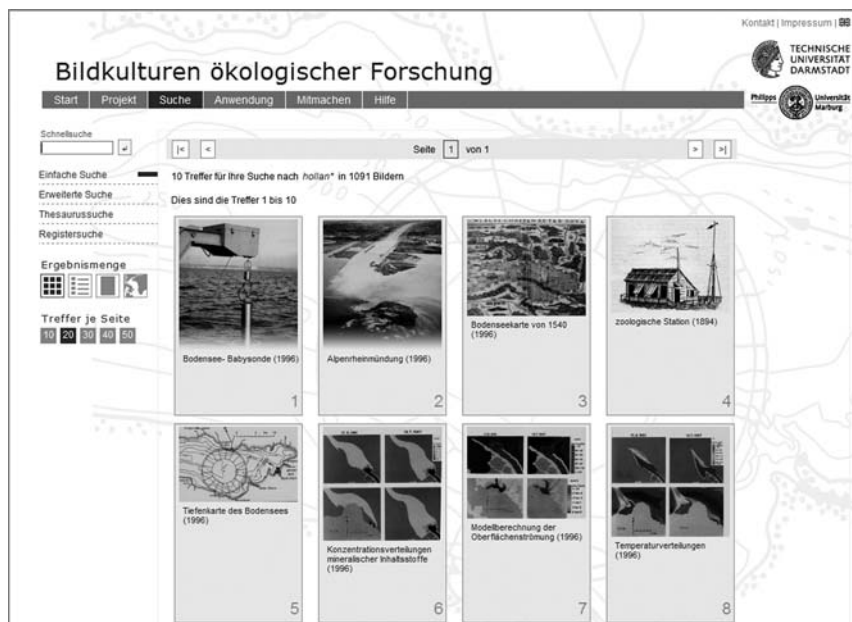 Kontakt | Impressum |
TECHNISCHE
UNIVERSITÄT
DARMSTADT
Bildkulturen ökologischer Forschung
Philipps Universität
Marburg
Start Projekt Suche Anwendung Mitmachen Hilfe
Schnellsuche
|< < Seite 1 von 1 > >|
Einfache Suche
10 Treffer für Ihre Suche nach hollan* in 1091 Bildern
Erweiterte Suche
Dies sind die Treffer 1 bis 10
Thesaurussuche
Registersuche
Ergebnismenge
Treffer je Seite
10 20 30 40 50
Bodensee- Babysonde (1996)
1
Alpenrheinmündung (1996)
2
Bodenseekarte von 1540
(1996)
3
zoologische Station (1894)
4
Tiefenkarte des Bodensees
(1996)
5
Konzentrationsverteilungen
mineralischer Inhaltsstoffe
(1996)
6
Modellberechnung der
Oberflächenströmung (1996)
7
Temperaturverteilungen
(1996)
8